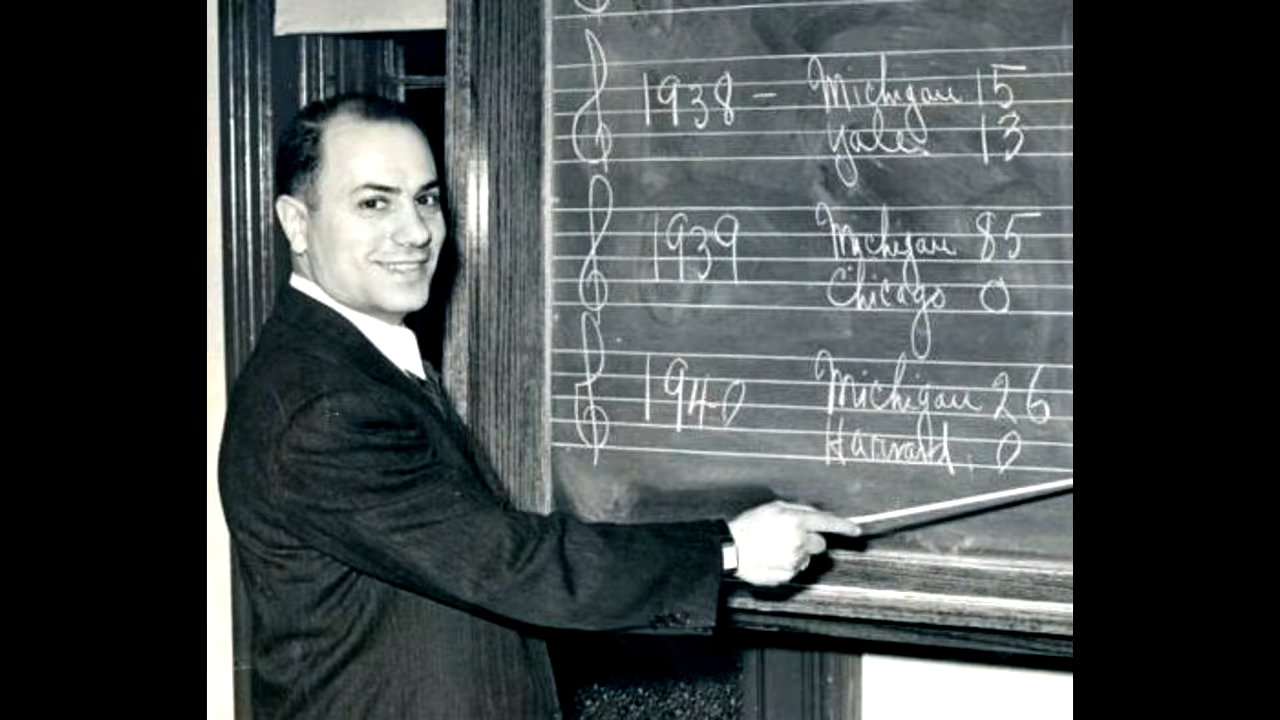 1938 - Michigan 15
Yale 13
1939 Michigan 85
Chicago 0
1940 Michigan 26
Harvard. 0